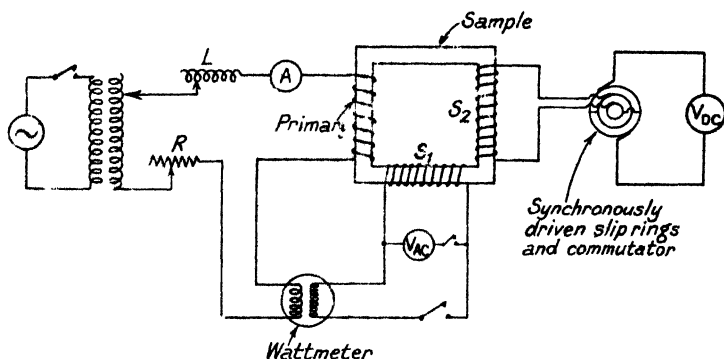 Sample
L
A
Primary
S2
S1
R
VDC
VAC
Synchronously
driven slip rings
and commutator
Wattmeter